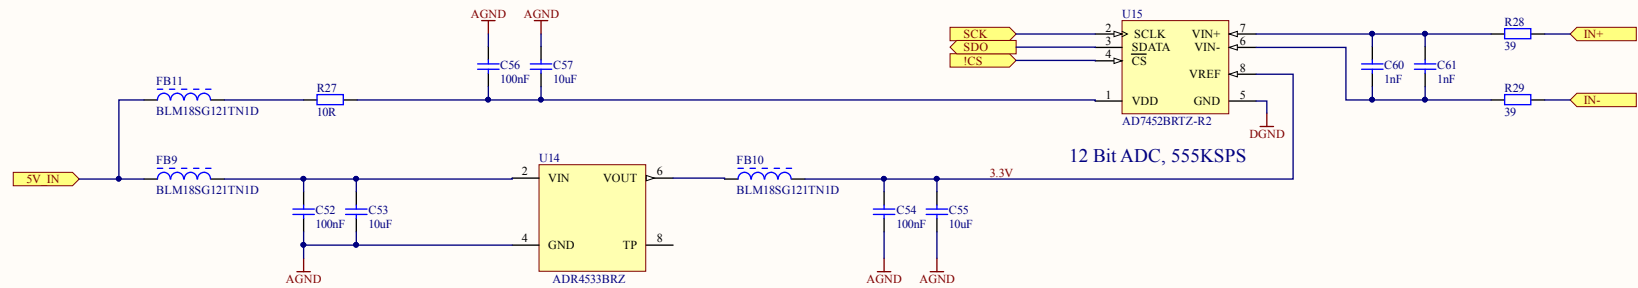 AGND
AGND
U15
C56
100nF
C57
10uF
SCK
SDO
!CS
2
3
4
SCLK
SDATA
CS
VIN+
VIN-
VREF
7
6
8
C60
1nF
C61
1nF
R28
39
IN+
FB11
BLM18SG121TN1D
R27
10R
1
VDD
GND
5
R29
39
IN-
AD7452BRTZ-R2
DGND
12 Bit ADC, 555KSPS
5V_IN
FB9
BLM18SG121TN1D
U14
2
VIN
VOUT
6
FB10
BLM18SG121TN1D
3.3V
C52
100nF
C53
10uF
C54
100nF
C55
10uF
4
GND
TP
8
AGND
ADR4533BRZ
AGND
AGND